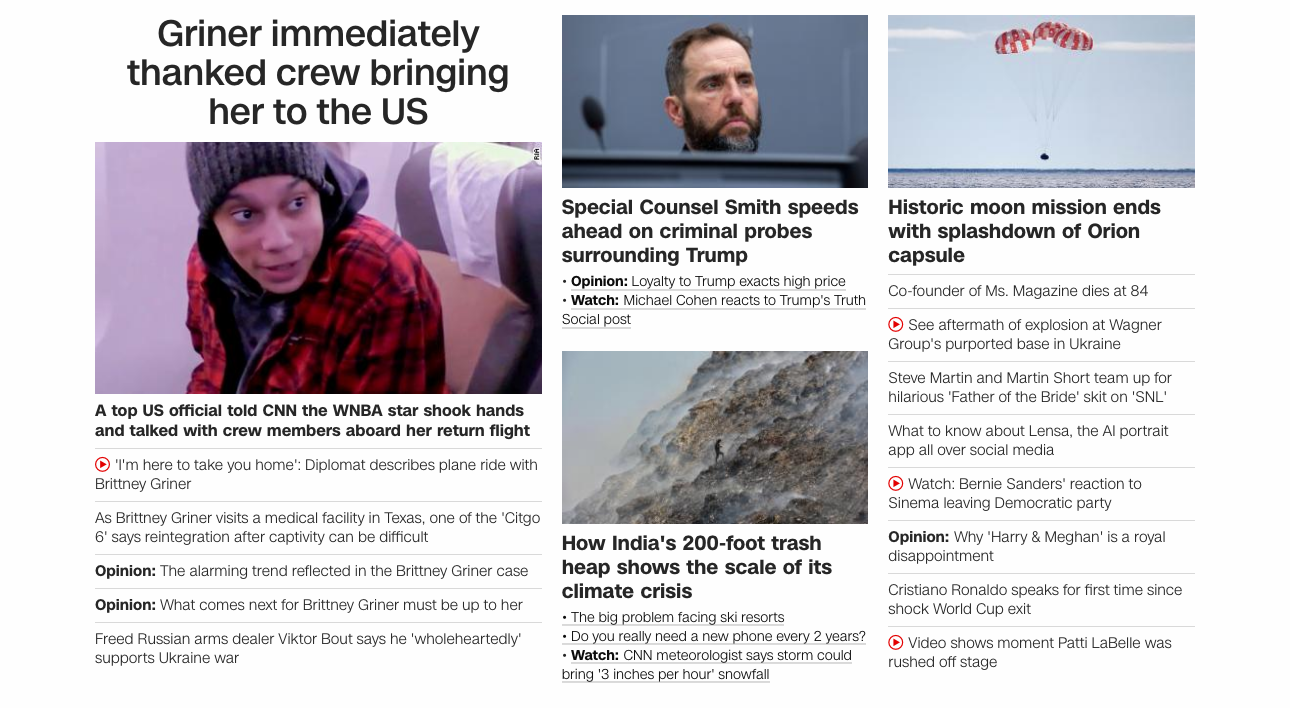 Griner immediately
thanked crew bringing
her to the US
RIA
A top US official told CNN the WNBA star shook hands
and talked with crew members aboard her return flight
'I'm here to take you home': Diplomat describes plane ride with
Brittney Griner
As Brittney Griner visits a medical facility in Texas, one of the 'Citgo
6' says reintegration after captivity can be difficult
Opinion: The alarming trend reflected in the Brittney Griner case
Opinion: What comes next for Brittney Griner must be up to her
Freed Russian arms dealer Viktor Bout says he 'wholeheartedly'
supports Ukraine war
Special Counsel Smith speeds
ahead on criminal probes
surrounding Trump
• Opinion: Loyalty to Trump exacts high price
• Watch: Michael Cohen reacts to Trump's Truth
Social post
How India's 200-foot trash
heap shows the scale of its
climate crisis
• The big problem facing ski resorts
• Do you really need a new phone every 2 years?
• Watch: CNN meteorologist says storm could
bring '3 inches per hour' snowfall
Historic moon mission ends
with splashdown of Orion
capsule
Co-founder of Ms. Magazine dies at 84
See aftermath of explosion at Wagner
Group's purported base in Ukraine
Steve Martin and Martin Short team up for
hilarious 'Father of the Bride' skit on 'SNL'
What to know about Lensa, the AI portrait
app all over social media
Watch: Bernie Sanders' reaction to
Sinema leaving Democratic party
Opinion: Why 'Harry & Meghan' is a royal
disappointment
Cristiano Ronaldo speaks for first time since
shock World Cup exit
Video shows moment Patti LaBelle was
rushed off stage